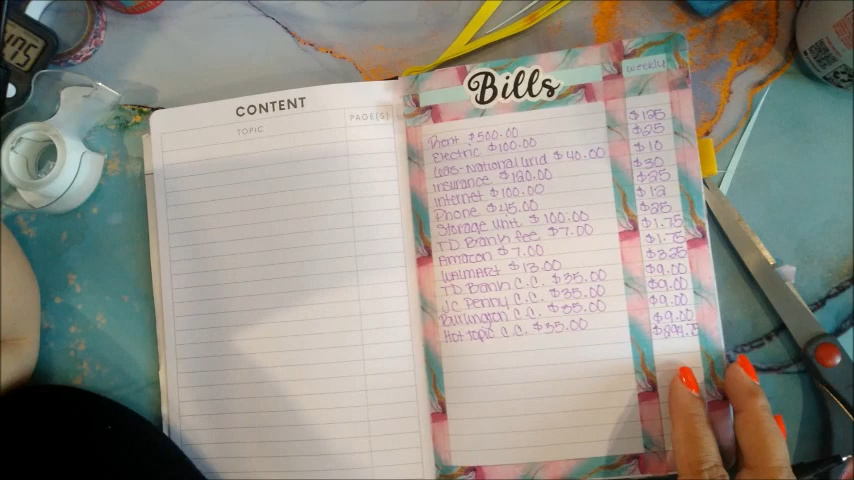 475
CONTENT
TOPIC PAGE(S)
Bills
weekly
Rent $500.00 $125
Electric $100.00 $25
Gas-National Grid $40.00 $10
Insurance $120.00 $30
Internet $100.00 $25
Phone $45.00 $12
Storage Unit $100.00 $25
TD Bank fee $7.00 $1.75
Amazon $7.00 $1.75
WALMART $13.00 $3.25
TD Bank C.C. $35.00 $9.00
JC Penny C.C. $35.00 $9.00
Burlington C.C. $35.00 $9.00
Hot Topic C.C. $35.00 $9.00